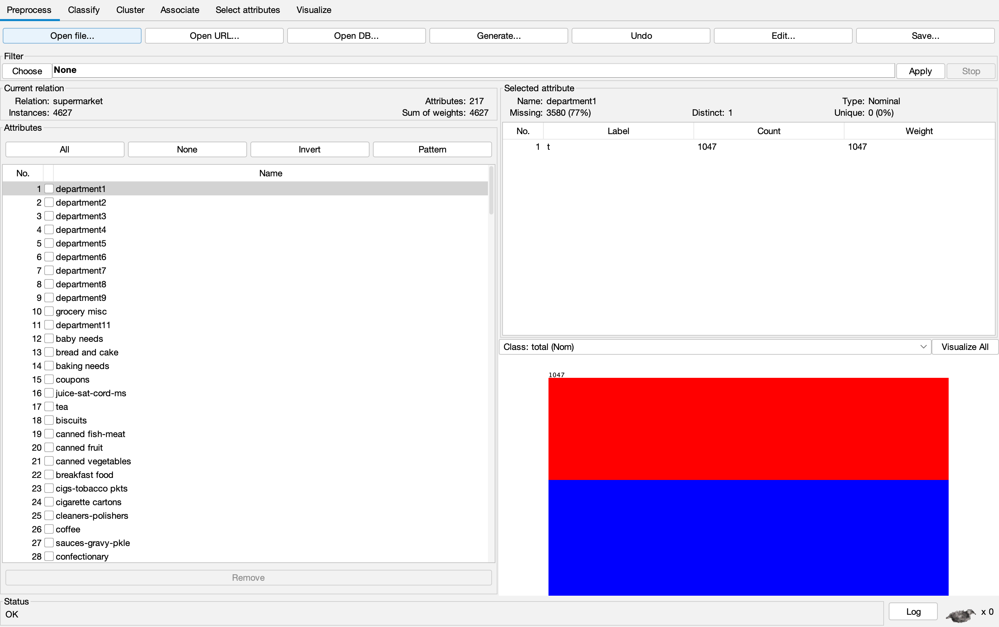 Preprocess Classify Cluster Associate Select attributes Visualize
Open file... Open URL... Open DB... Generate... Undo Edit... Save...
Filter
Choose None Apply Stop
Current relation
Relation: supermarket Attributes: 217
Instances: 4627 Sum of weights: 4627
Selected attribute
Name: department1 Type: Nominal
Missing: 3580 (77%) Distinct: 1 Unique: 0 (0%)
No. Label Count Weight
1 t 1047 1047
Attributes
All None Invert Pattern
No. Name
1 department1
2 department2
3 department3
4 department4
5 department5
6 department6
7 department7
8 department8
9 department9
10 grocery misc
11 department11
12 baby needs
13 bread and cake
14 baking needs
15 coupons
16 juice-sat-cord-ms
17 tea
18 biscuits
19 canned fish-meat
20 canned fruit
21 canned vegetables
22 breakfast food
23 cigs-tobacco pkts
24 cigarette cartons
25 cleaners-polishers
26 coffee
27 sauces-gravy-pkle
28 confectionary
Remove
Class: total (Nom) Visualize All
1047
Status
OK
Log x 0